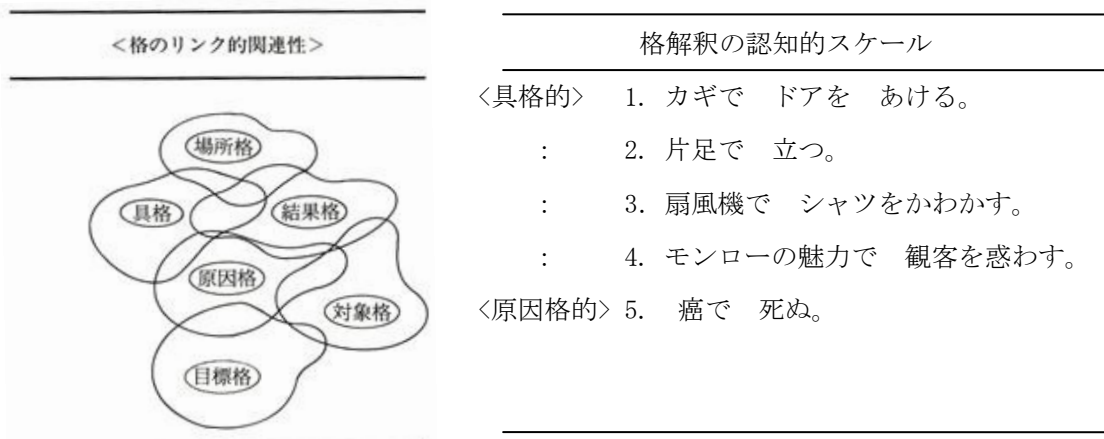 <格のリンク的関連性>
場所格
具格
結果格
原因格
対象格
目標格
格解釈の認知的スケール
<具格的> 1. カギで ドアを あける。
: 2. 片足で 立つ。
: 3. 扇風機で シャツをかわかす。
: 4. モンローの魅力で 観客を惑わす。
<原因格的> 5. 癌で 死ぬ。